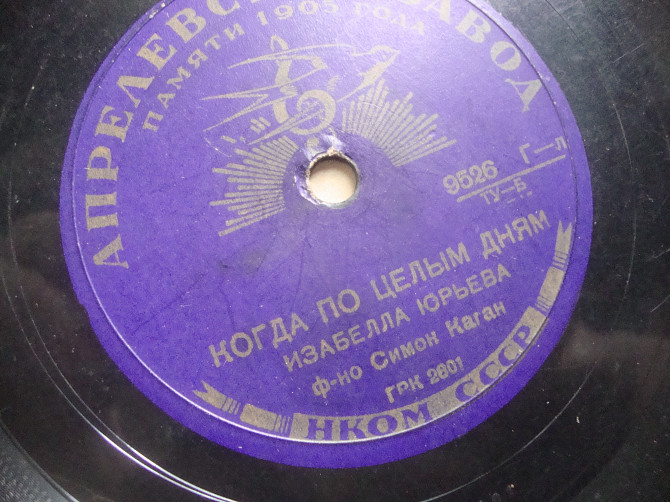 АПРЕЛЕВСКИЙ ЗАВОД
ПАМЯТИ 1905 ГОДА
9526 Г—Л
ТУ—Б
КОГДА ПО ЦЕЛЫМ ДНЯМ
ИЗАБЕЛЛА ЮРЬЕВА
ф-но Симон Каган
ГРК 2601
НКОМ СССР